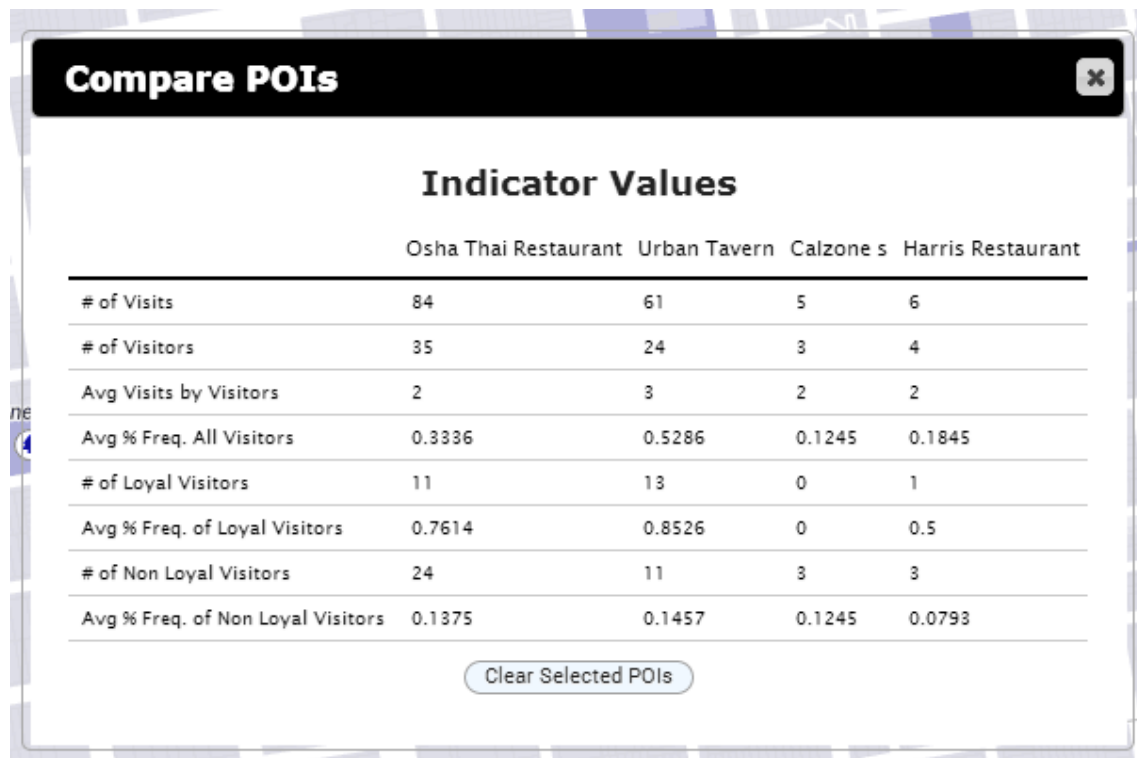 Compare POIs
Indicator Values
Osha Thai Restaurant Urban Tavern Calzone s Harris Restaurant
# of Visits 84 61 5 6
# of Visitors 35 24 3 4
Avg Visits by Visitors 2 3 2 2
Avg % Freq. All Visitors 0.3336 0.5286 0.1245 0.1845
# of Loyal Visitors 11 13 0 1
Avg % Freq. of Loyal Visitors 0.7614 0.8526 0 0.5
# of Non Loyal Visitors 24 11 3 3
Avg % Freq. of Non Loyal Visitors 0.1375 0.1457 0.1245 0.0793
Clear Selected POIs